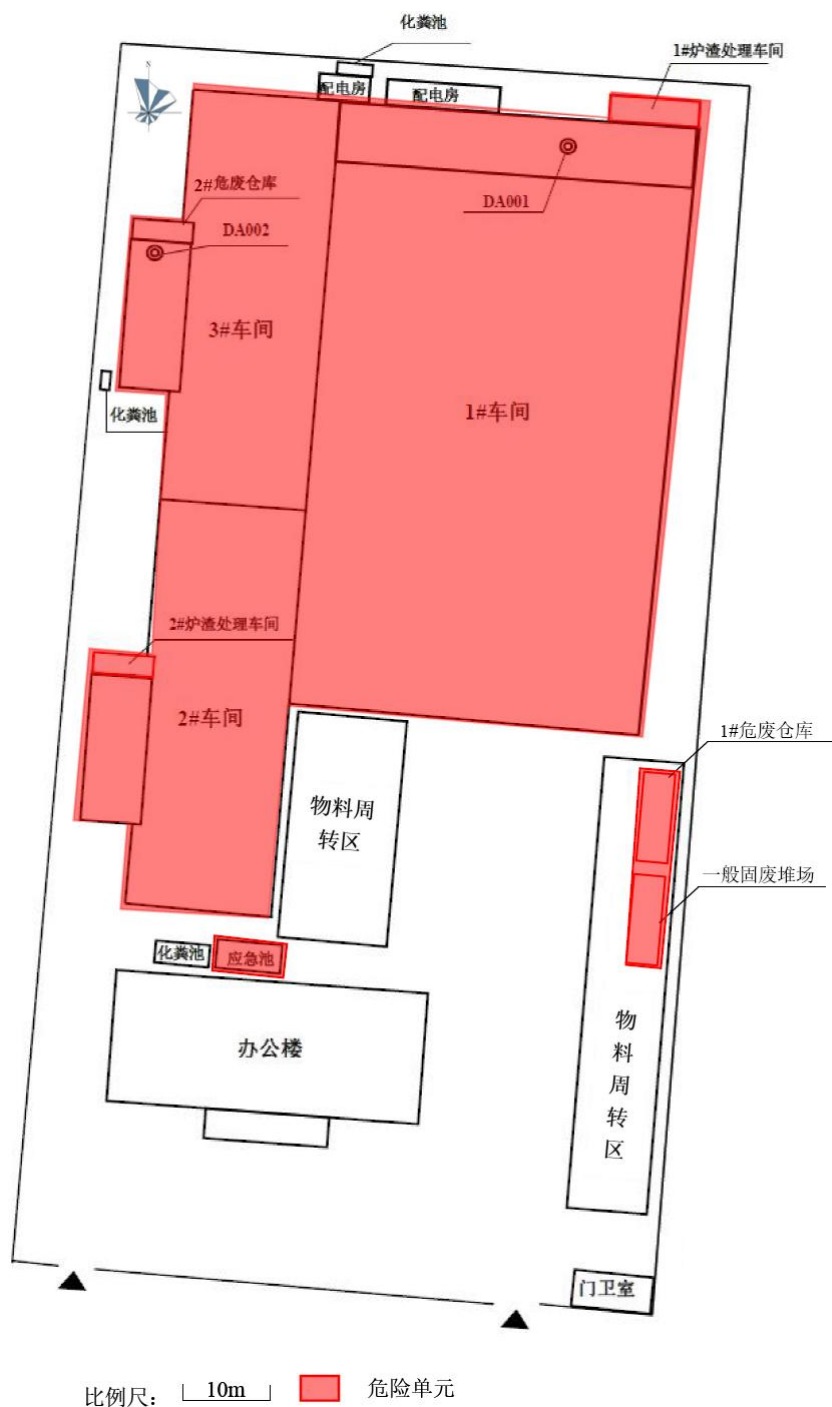 化粪池
1#炉渣处理车间
S
配电房
配电房
2#危废仓库
DA001
DA002
3#车间
1#车间
化粪池
2#炉渣处理车间
2#车间
1#危废仓库
物料周
转区
一般固废堆场
化粪池
应急池
物
料
周
转
区
办公楼
门卫室
比例尺：
10m
危险单元